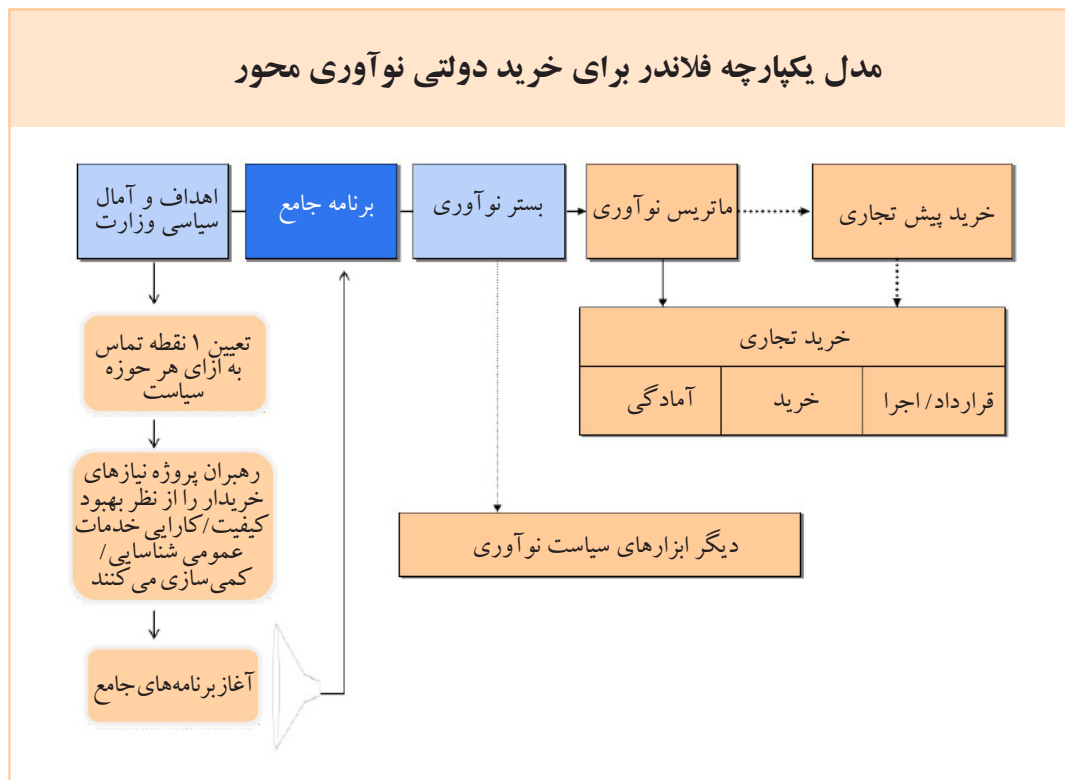 مدل یکپارچه فلاندر برای خرید دولتی نوآوری محور
اهداف و آمال
سیاسی وزارت
برنامه جامع
بستر نوآوری
ماتریس نوآوری
خرید پیش تجاری
تعیین ۱ نقطه تماس
به ازای هر حوزه
سیاست
رهبران پروژه نیازهای
خریدار را از نظر بهبود
کیفیت/کارایی خدمات
عمومی شناسایی/
کمی‌سازی می‌کنند
آغاز برنامه‌های جامع
خرید تجاری
آمادگی
خرید
قرارداد/ اجرا
دیگر ابزارهای سیاست نوآوری